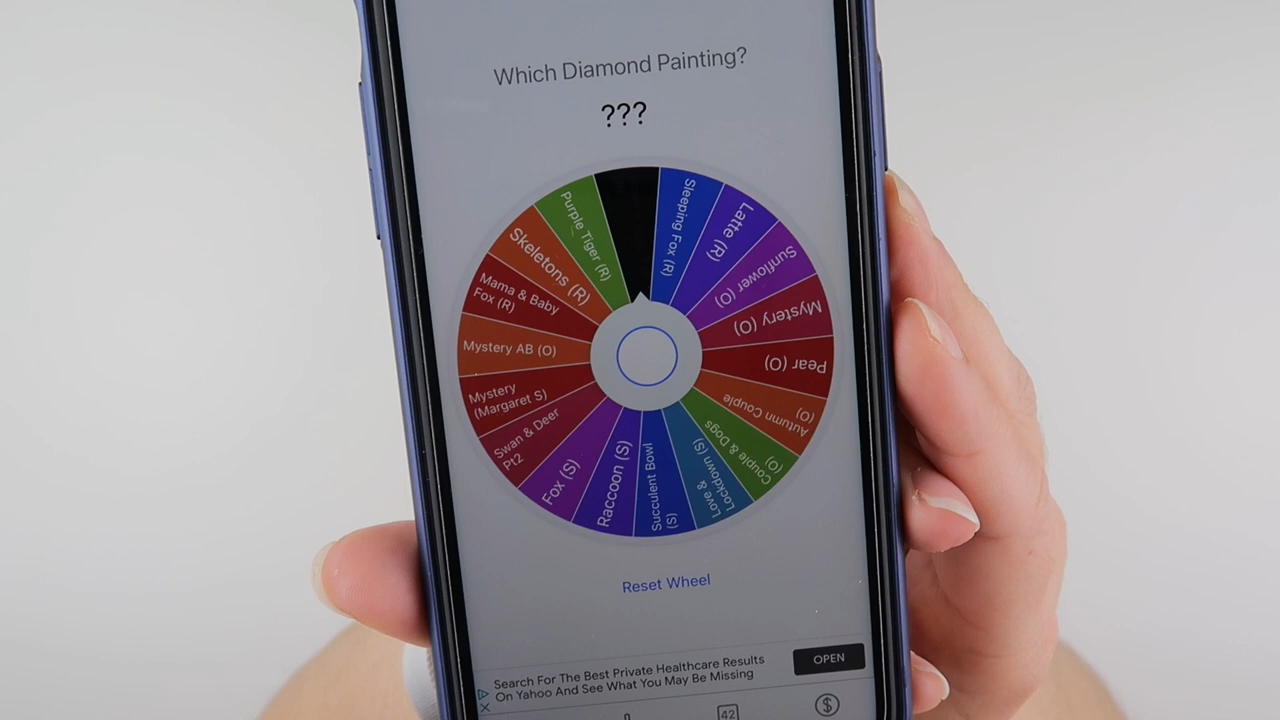 Which Diamond Painting?
???
Sleeping Fox (R)
Latte (R)
Sunflower (O)
Mystery (O)
Pear (O)
Autumn Couple
(O)
Couple & Dogs
(O)
Love &
Lockdown (S)
Succulent Bowl
(S)
Raccoon (S)
Fox (S)
Swan & Deer
Pt2
Mystery
(Margaret S)
Mystery AB (O)
Mama & Baby
Fox (R)
Skeletons (R)
Purple Tiger (R)
Reset Wheel
Search For The Best Private Healthcare Results
On Yahoo And See What You May Be Missing
OPEN
42
$